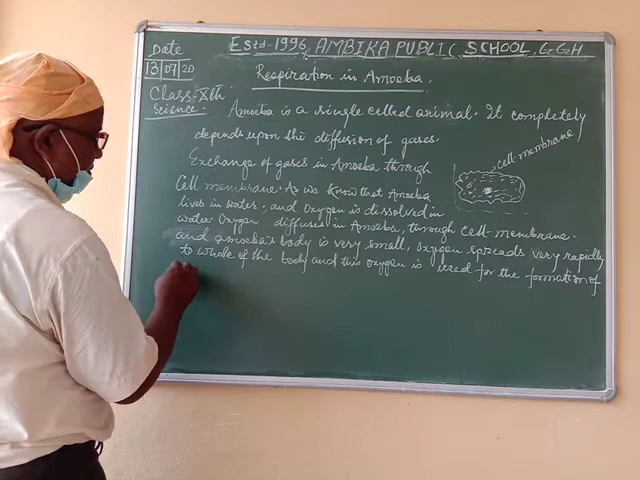 Date
Estd-1996, AMBIKA PUBLIC SCHOOL, GZGH
13/07/20
Respiration in Amoeba.
Class-Xth
Science:
Amoeba is a single celled animal. It completely
depends upon the diffusion of gases.
Exchange of gases in Amoeba through
cell membrane
Cell membrane. As we know that Amoeba
lives in water, and oxygen is dissolved in
water. Oxygen diffuses in Amoeba, through cell-membrane.
and amoeba's body is very small, oxygen spreads very rapidly
to whole of the body and this oxygen is used for the formation of